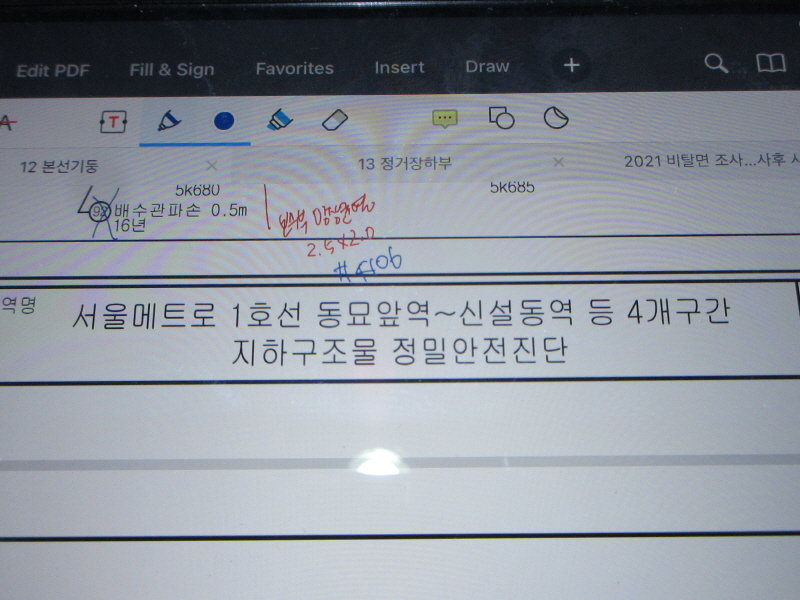 Edit PDF Fill & Sign Favorites Insert Draw +
A T
12 본선기둥 × 13 정거장하부 × 2021 비탈면 조사...사후 시
5k680 5k685
92 배수관파손 0.5m
16년
2.5×2.0
역명 서울메트로 1호선 동묘앞역~신설동역 등 4개구간
지하구조물 정밀안전진단